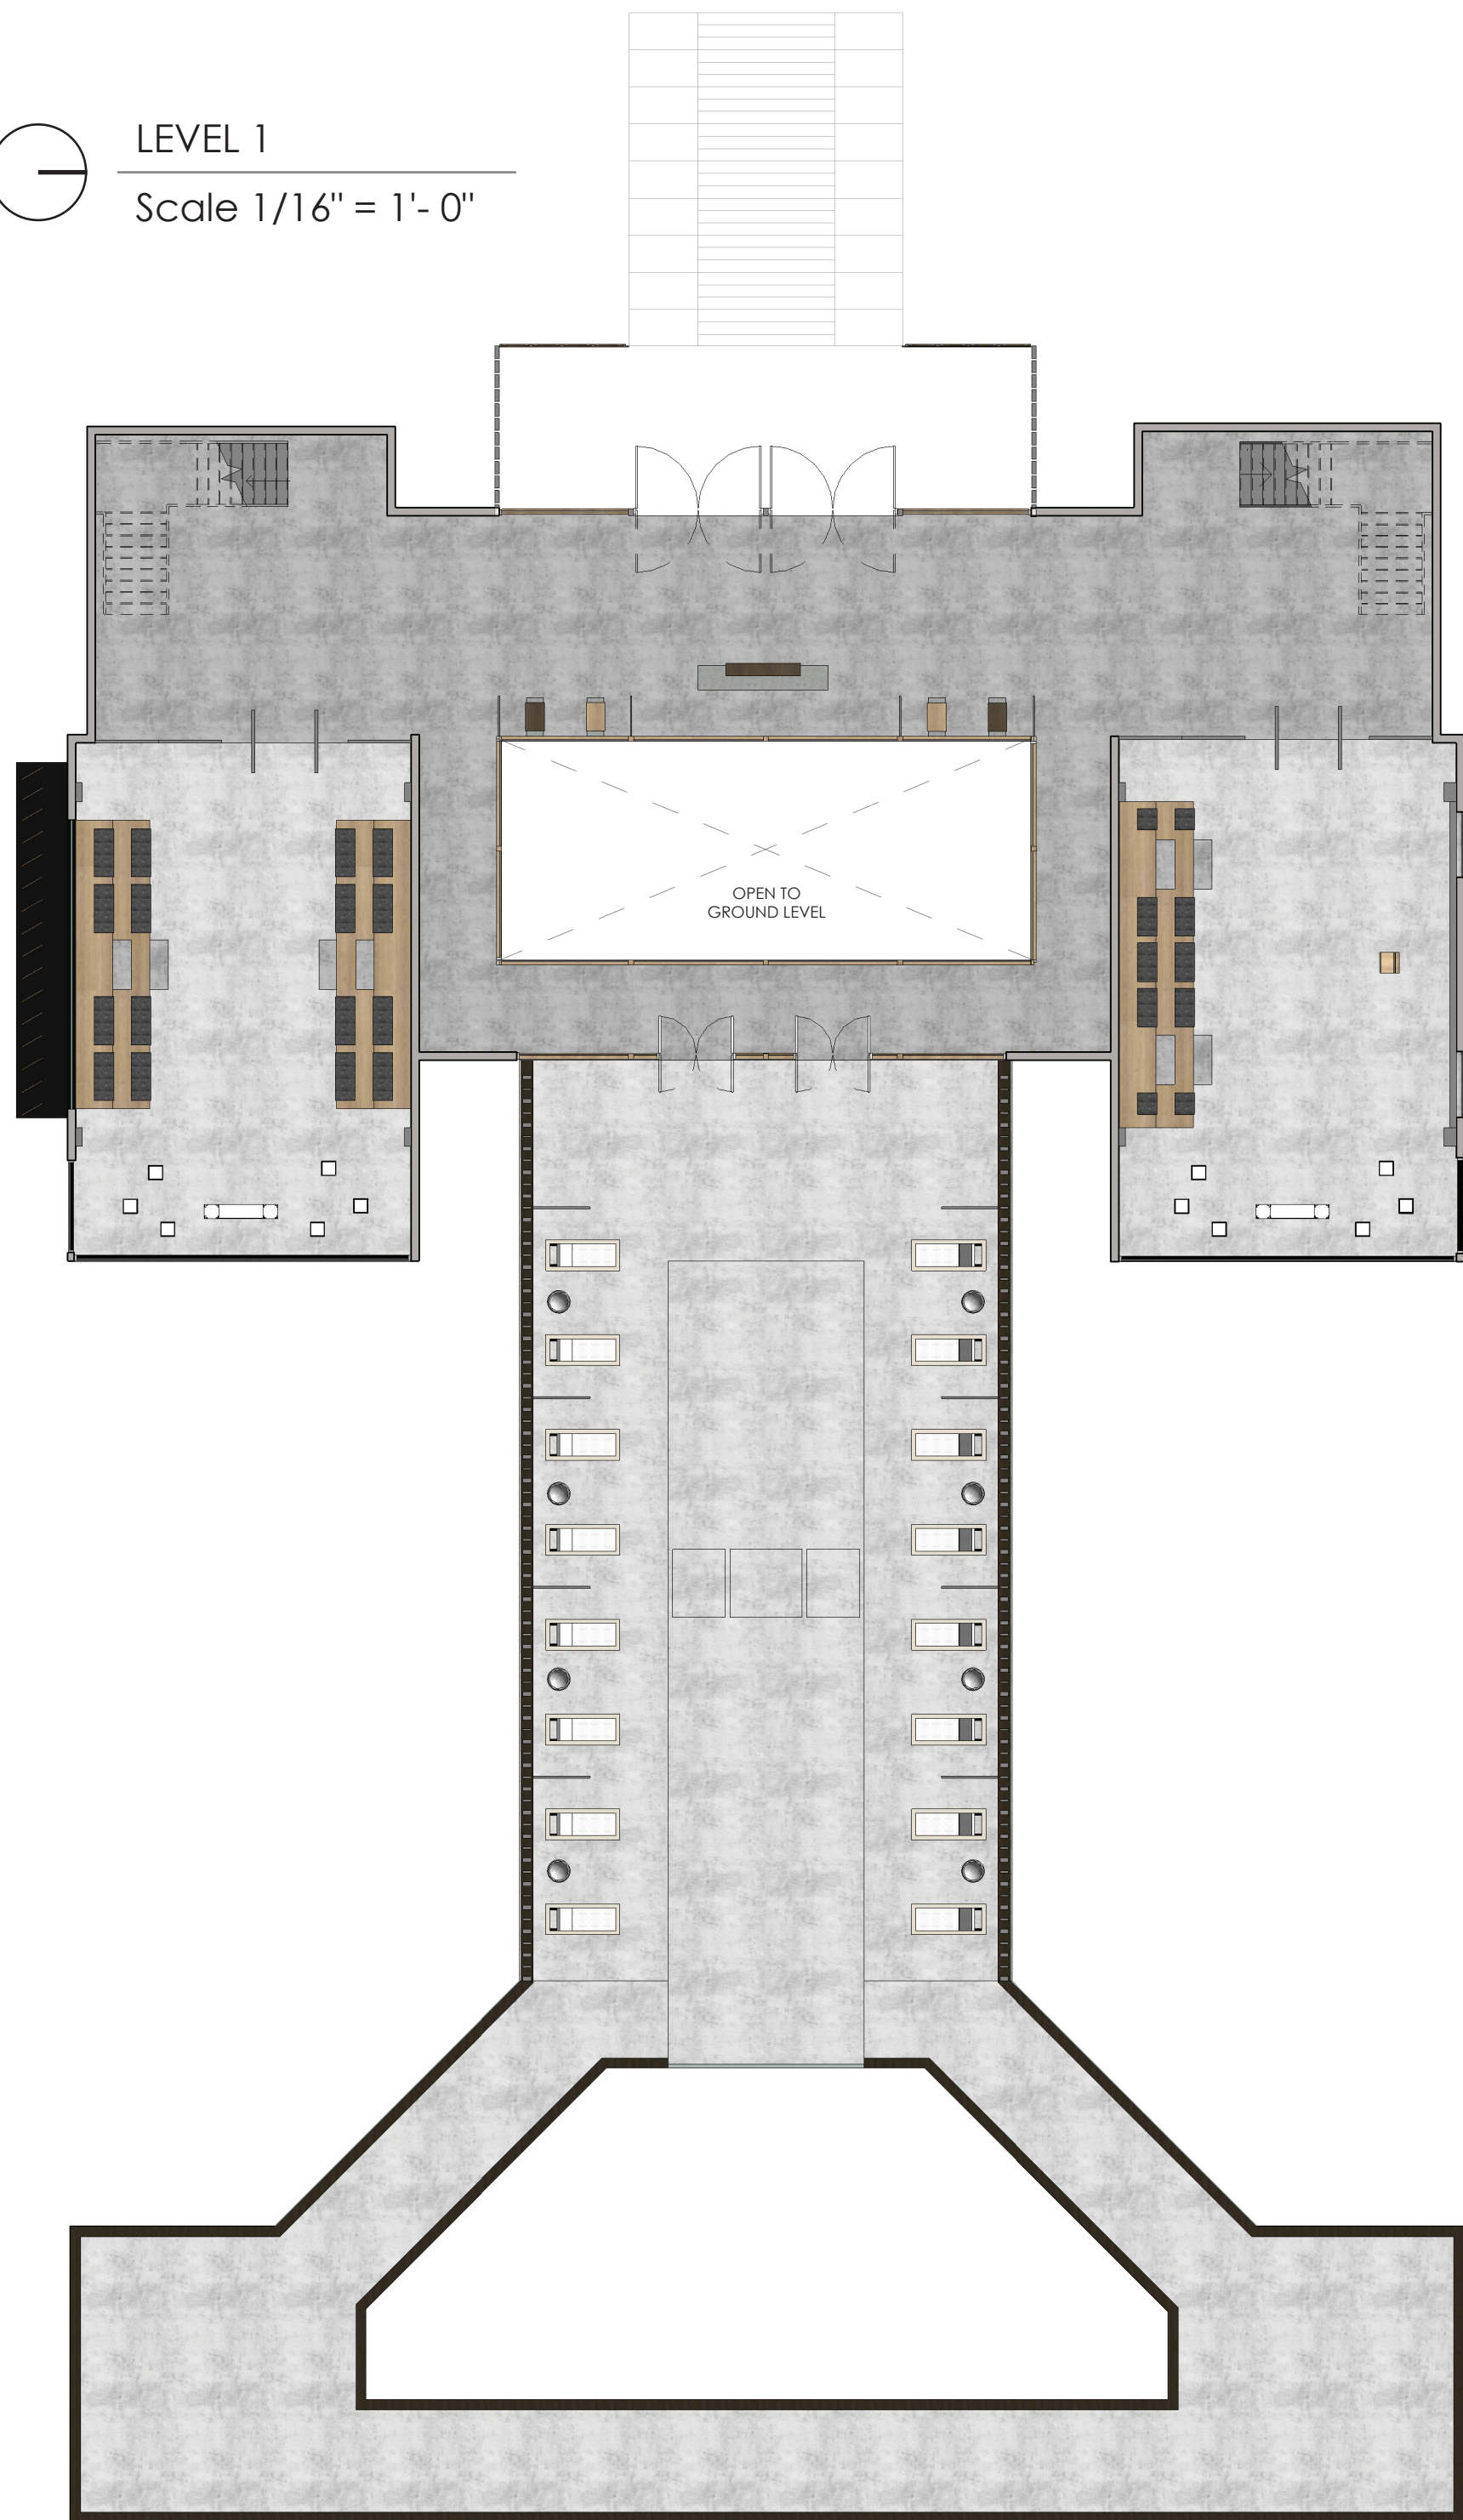 LEVEL 1
Scale 1/16" = 1'- 0"
OPEN TO
GROUND LEVEL